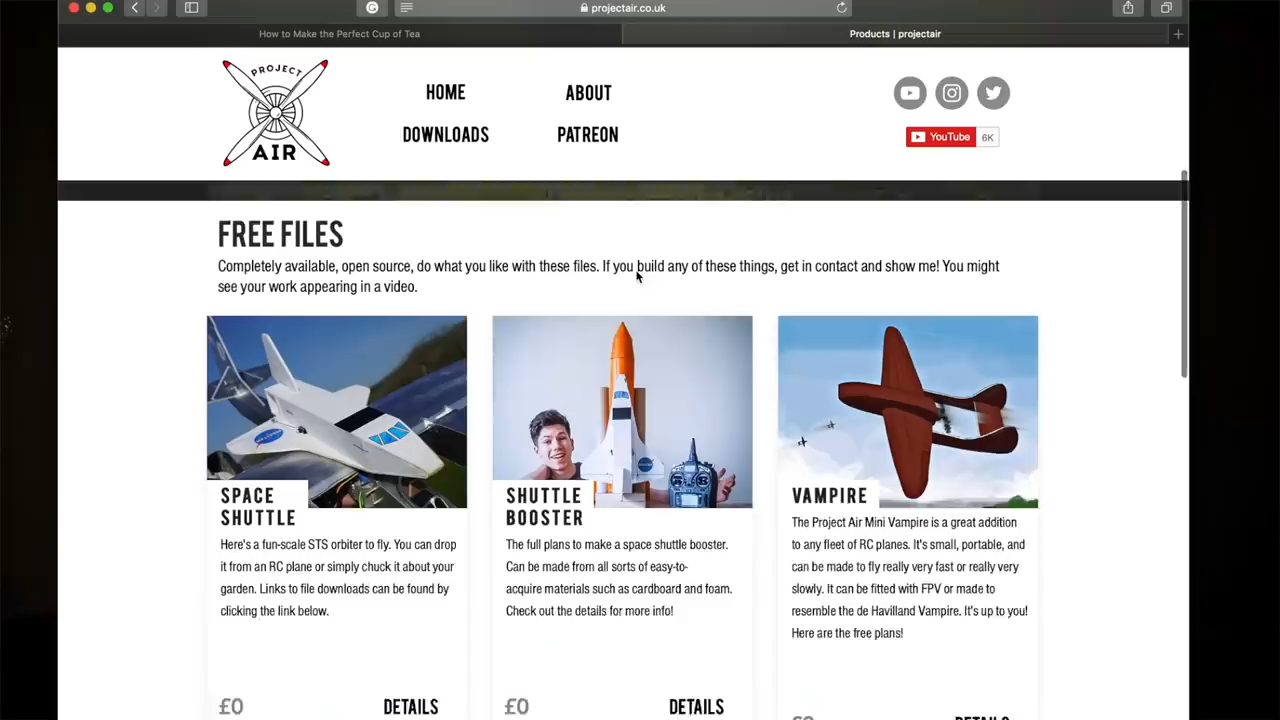 projectair.co.uk
How to Make the Perfect Cup of Tea
Products | projectair
PROJECT
AIR
HOME
ABOUT
DOWNLOADS
PATREON
YouTube
6K
FREE FILES
Completely available, open source, do what you like with these files. If you build any of these things, get in contact and show me! You might
see your work appearing in a video.
SPACE
SHUTTLE
Here's a fun-scale STS orbiter to fly. You can drop
it from an RC plane or simply chuck it about your
garden. Links to file downloads can be found by
clicking the link below.
£0
DETAILS
SHUTTLE
BOOSTER
The full plans to make a space shuttle booster.
Can be made from all sorts of easy-to-
acquire materials such as cardboard and foam.
Check out the details for more info!
£0
DETAILS
VAMPIRE
The Project Air Mini Vampire is a great addition
to any fleet of RC planes. It's small, portable, and
can be made to fly really very fast or really very
slowly. It can be fitted with FPV or made to
resemble the de Havilland Vampire. It's up to you!
Here are the free plans!
£0
DETAILS